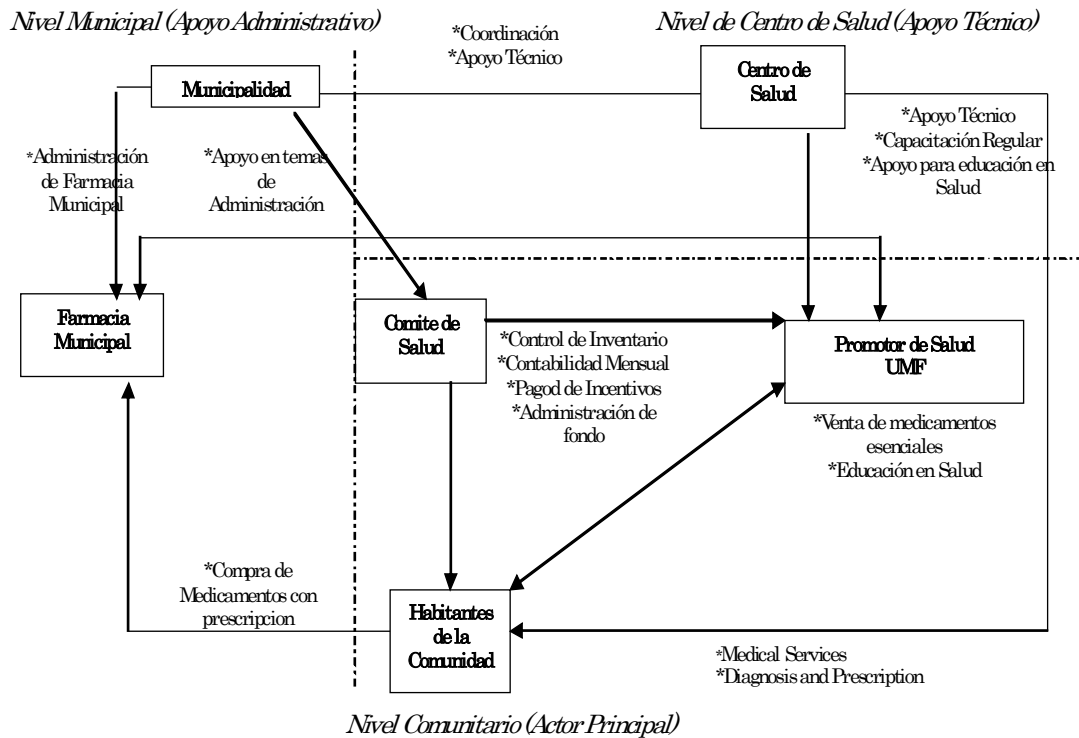 Nivel Municipal (Apoyo Administrativo)
*Coordinación
*Apoyo Técnico
Nivel de Centro de Salud (Apoyo Técnico)
Municipalidad
Centro de
Salud
*Administración
de Farmacia
Municipal
*Apoyo en temas
de
Administración
*Apoyo Técnico
*Capacitación Regular
*Apoyo para educación en
Salud
Farmacia
Municipal
Comite de
Salud
*Control de Inventario
*Contabilidad Mensual
*Pagod de Incentivos
*Administración de
fondo
Promotor de Salud
UMF
*Venta de medicamentos
esenciales
*Educación en Salud
*Compra de
Medicamentos con
prescripcion
Habitantes
de la
Comunidad
*Medical Services
*Diagnosis and Prescription
Nivel Comunitario (Actor Principal)